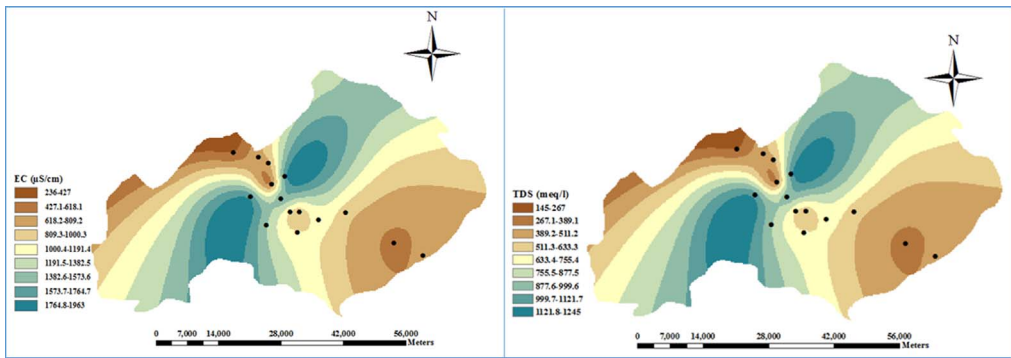 N
EC (µS/cm)
236-427
427.1-618.1
618.2-809.2
809.3-1000.3
1000.4-1191.4
1191.5-1382.5
1382.6-1573.6
1573.7-1764.7
1764.8-1963
0 7,000 14,000 28,000 42,000 56,000
Meters
N
TDS (meq/l)
145-267
267.1-389.1
389.2-511.2
511.3-633.3
633.4-755.4
755.5-877.5
877.6-999.6
999.7-1121.7
1121.8-1245
0 7,000 14,000 28,000 42,000 56,000
Meters